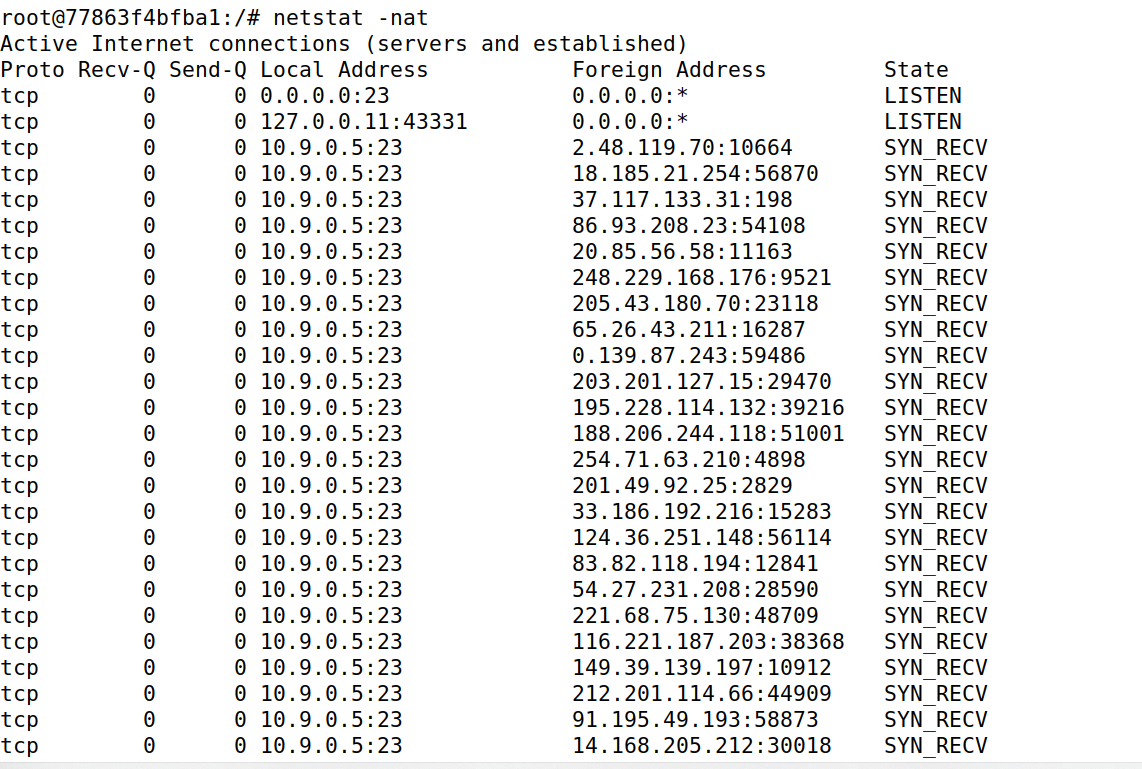 root@77863f4bfba1:/# netstat -nat
Active Internet connections (servers and established)
Proto Recv-Q Send-Q Local Address           Foreign Address         State
tcp        0      0 0.0.0.0:23              0.0.0.0:*               LISTEN
tcp        0      0 127.0.0.11:43331        0.0.0.0:*               LISTEN
tcp        0      0 10.9.0.5:23             2.48.119.70:10664       SYN_RECV
tcp        0      0 10.9.0.5:23             18.185.21.254:56870     SYN_RECV
tcp        0      0 10.9.0.5:23             37.117.133.31:198       SYN_RECV
tcp        0      0 10.9.0.5:23             86.93.208.23:54108      SYN_RECV
tcp        0      0 10.9.0.5:23             20.85.56.58:11163       SYN_RECV
tcp        0      0 10.9.0.5:23             248.229.168.176:9521    SYN_RECV
tcp        0      0 10.9.0.5:23             205.43.180.70:23118     SYN_RECV
tcp        0      0 10.9.0.5:23             65.26.43.211:16287      SYN_RECV
tcp        0      0 10.9.0.5:23             0.139.87.243:59486      SYN_RECV
tcp        0      0 10.9.0.5:23             203.201.127.15:29470    SYN_RECV
tcp        0      0 10.9.0.5:23             195.228.114.132:39216   SYN_RECV
tcp        0      0 10.9.0.5:23             188.206.244.118:51001   SYN_RECV
tcp        0      0 10.9.0.5:23             254.71.63.210:4898      SYN_RECV
tcp        0      0 10.9.0.5:23             201.49.92.25:2829       SYN_RECV
tcp        0      0 10.9.0.5:23             33.186.192.216:15283    SYN_RECV
tcp        0      0 10.9.0.5:23             124.36.251.148:56114    SYN_RECV
tcp        0      0 10.9.0.5:23             83.82.118.194:12841     SYN_RECV
tcp        0      0 10.9.0.5:23             54.27.231.208:28590     SYN_RECV
tcp        0      0 10.9.0.5:23             221.68.75.130:48709     SYN_RECV
tcp        0      0 10.9.0.5:23             116.221.187.203:38368   SYN_RECV
tcp        0      0 10.9.0.5:23             149.39.139.197:10912    SYN_RECV
tcp        0      0 10.9.0.5:23             212.201.114.66:44909    SYN_RECV
tcp        0      0 10.9.0.5:23             91.195.49.193:58873     SYN_RECV
tcp        0      0 10.9.0.5:23             14.168.205.212:30018    SYN_RECV